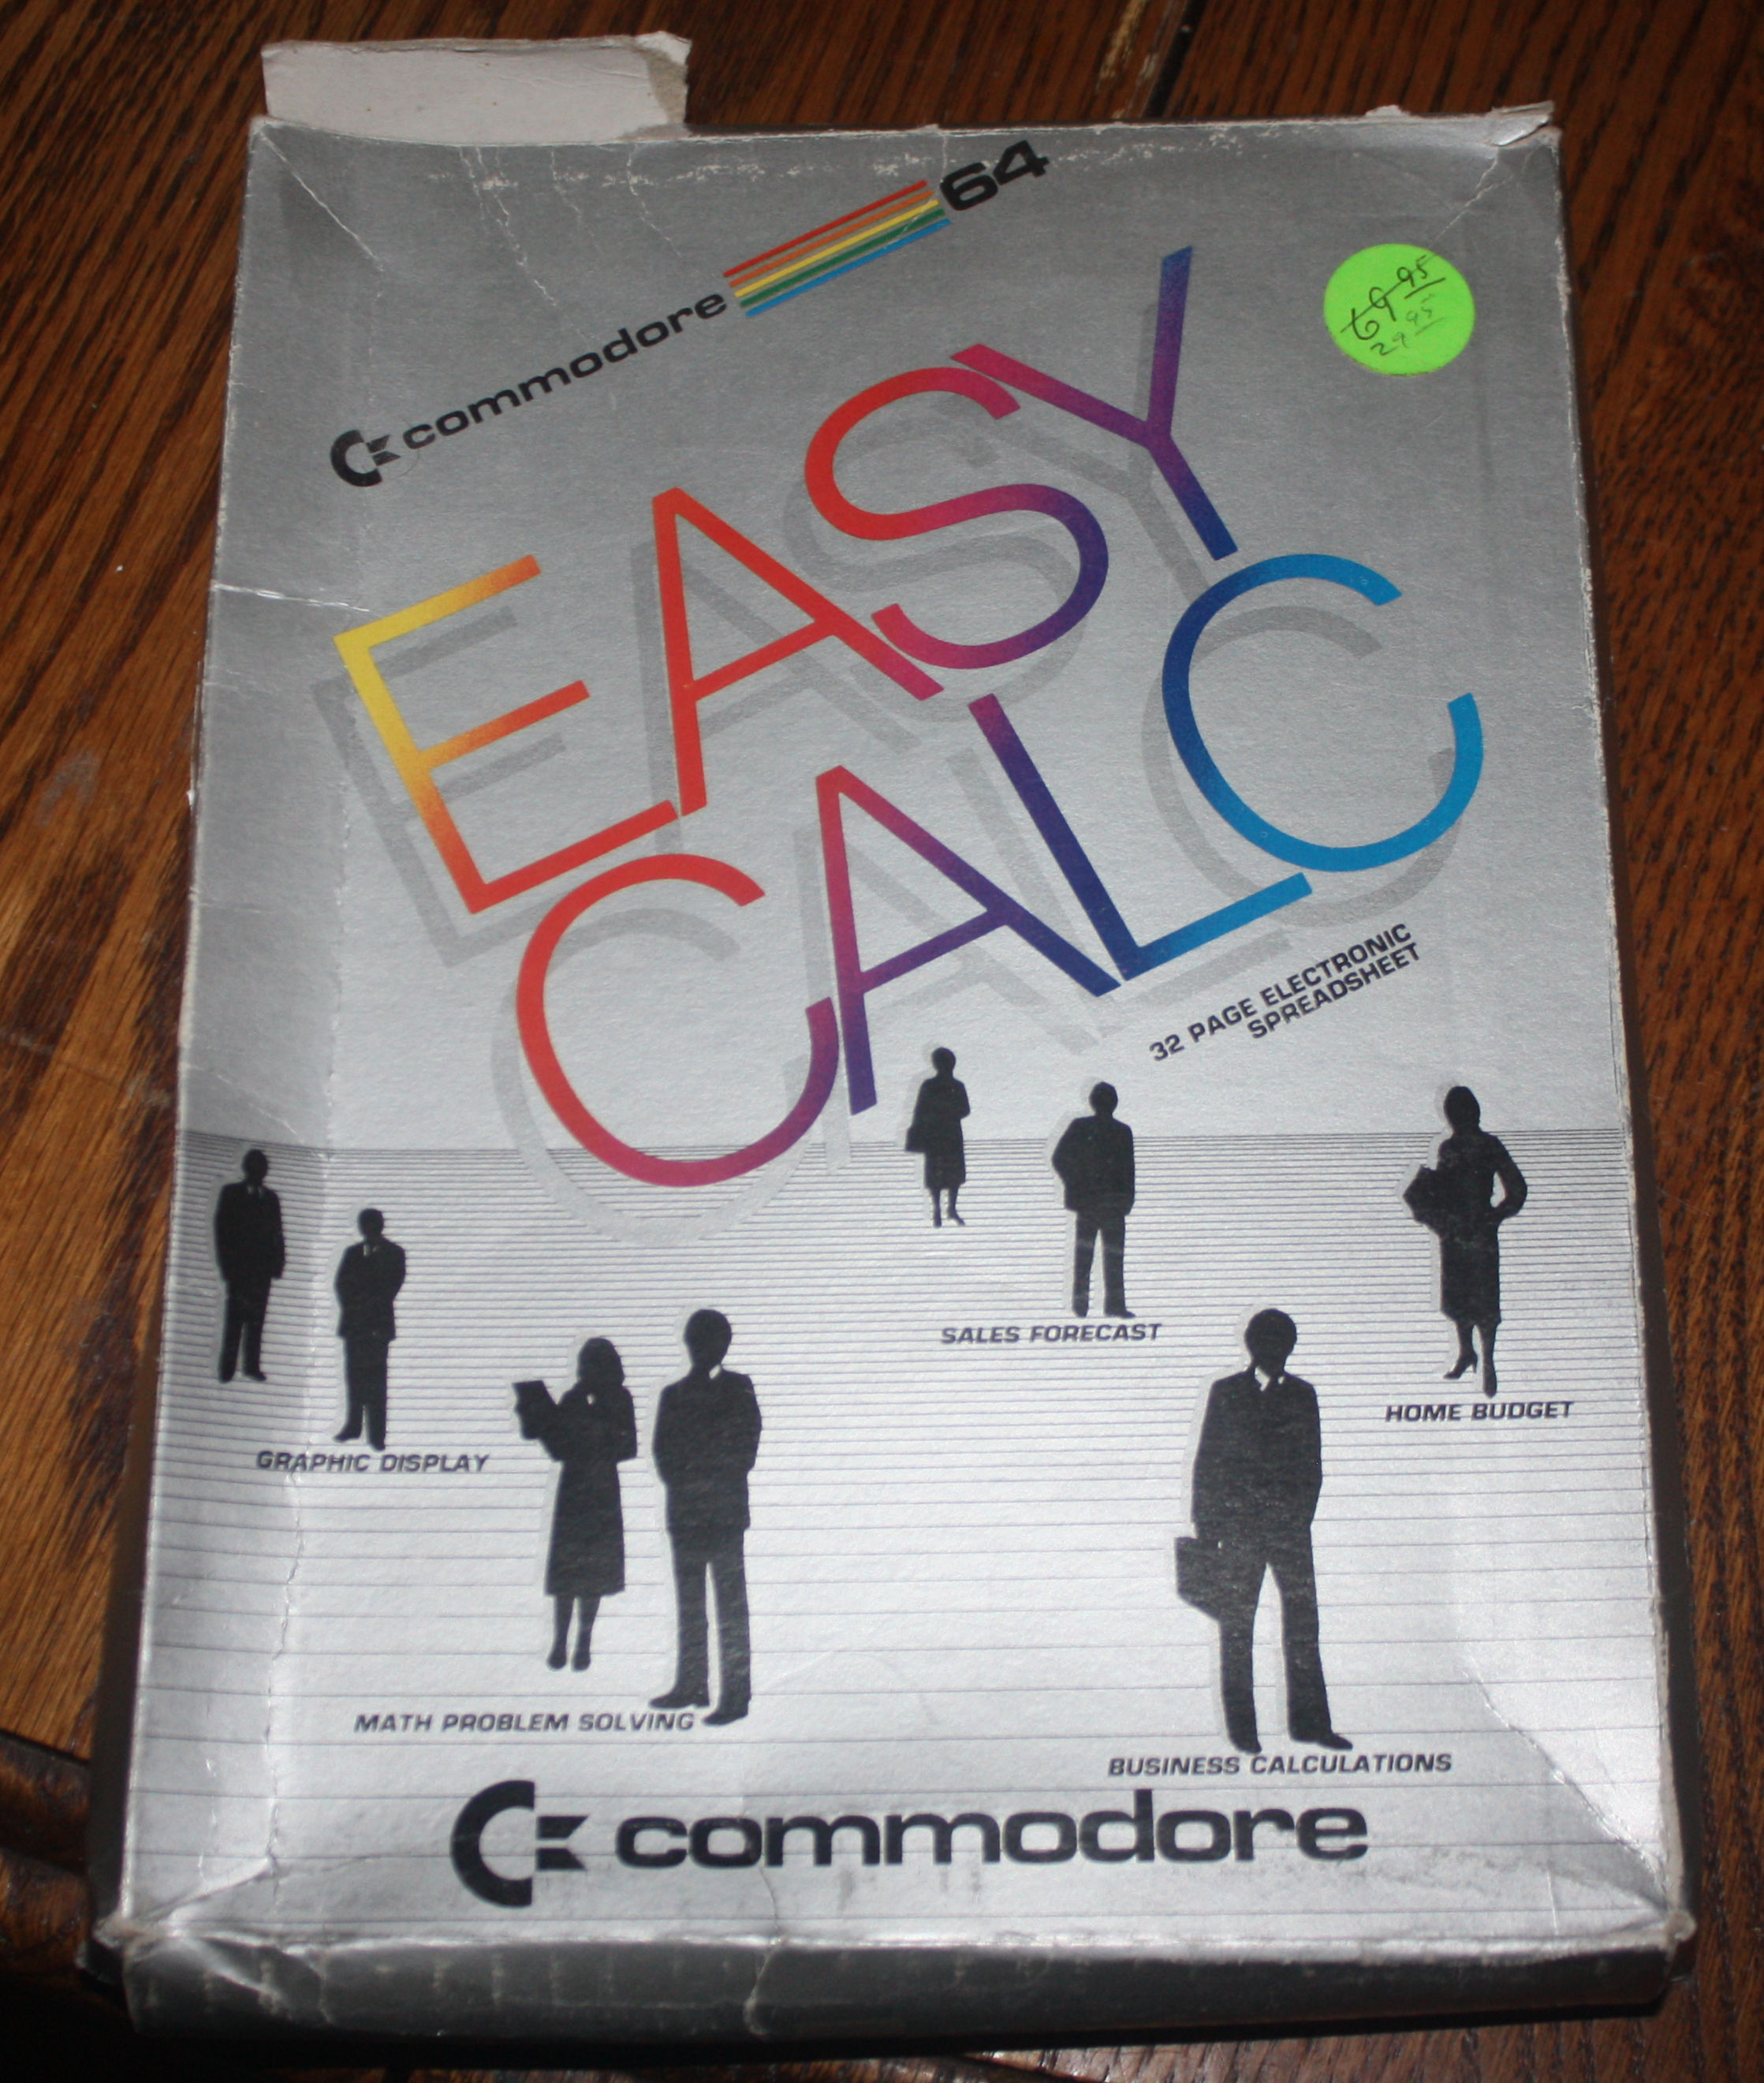 commodore 64
69 95
29 95
EASY
CALC
32 PAGE ELECTRONIC
SPREADSHEET
SALES FORECAST
HOME BUDGET
GRAPHIC DISPLAY
MATH PROBLEM SOLVING
BUSINESS CALCULATIONS
commodore